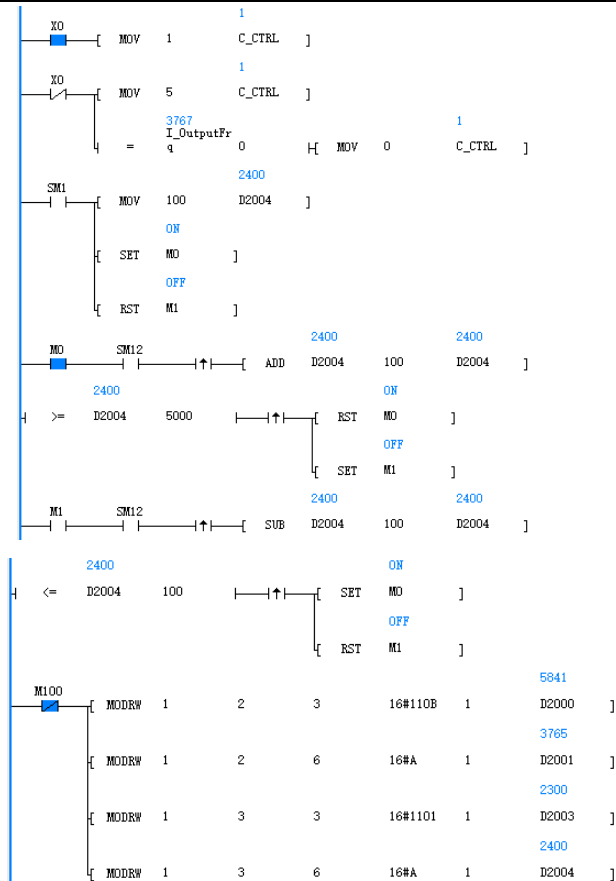 1
X0
MOV 1 C_CTRL
1
X0
MOV 5 C_CTRL
3767 1
I_OutputFr
= q 0 MOV 0 C_CTRL
2400
SM1
MOV 100 D2004
ON
SET M0
OFF
RST M1
2400 2400
M0 SM12
ADD D2004 100 D2004
2400 ON
>= D2004 5000 RST M0
OFF
SET M1
2400 2400
M1 SM12
SUB D2004 100 D2004
2400 ON
<= D2004 100 SET M0
OFF
RST M1
5841
M100
MODRW 1 2 3 16#110B 1 D2000
3765
MODRW 1 2 6 16#A 1 D2001
2300
MODRW 1 3 3 16#1101 1 D2003
2400
MODRW 1 3 6 16#A 1 D2004